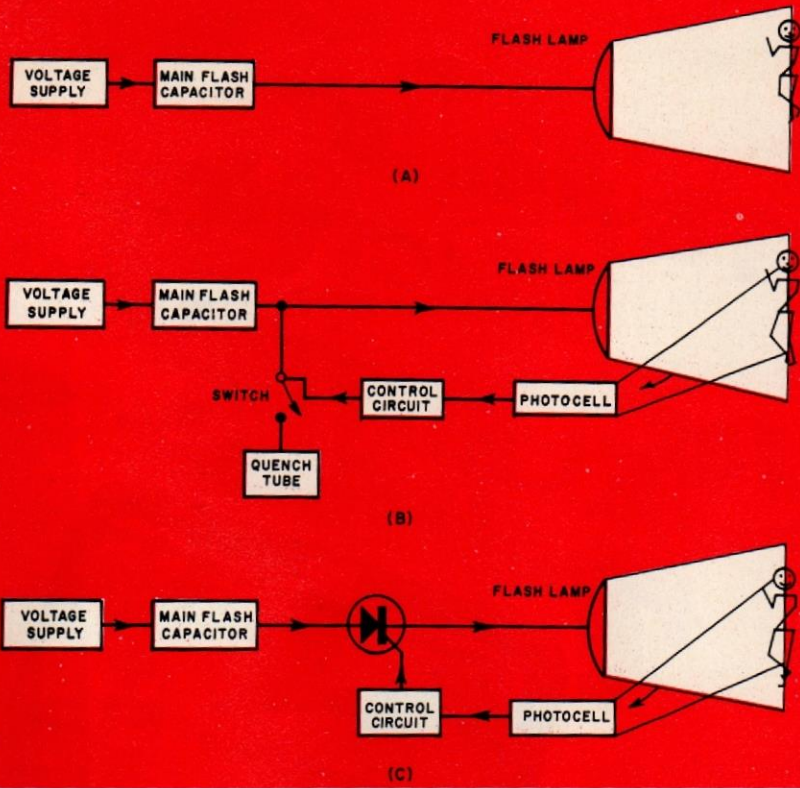 FLASH LAMP
VOLTAGE
SUPPLY
MAIN FLASH
CAPACITOR
(A)
FLASH LAMP
VOLTAGE
SUPPLY
MAIN FLASH
CAPACITOR
SWITCH
CONTROL
CIRCUIT
PHOTOCELL
QUENCH
TUBE
(B)
FLASH LAMP
VOLTAGE
SUPPLY
MAIN FLASH
CAPACITOR
CONTROL
CIRCUIT
PHOTOCELL
(C)